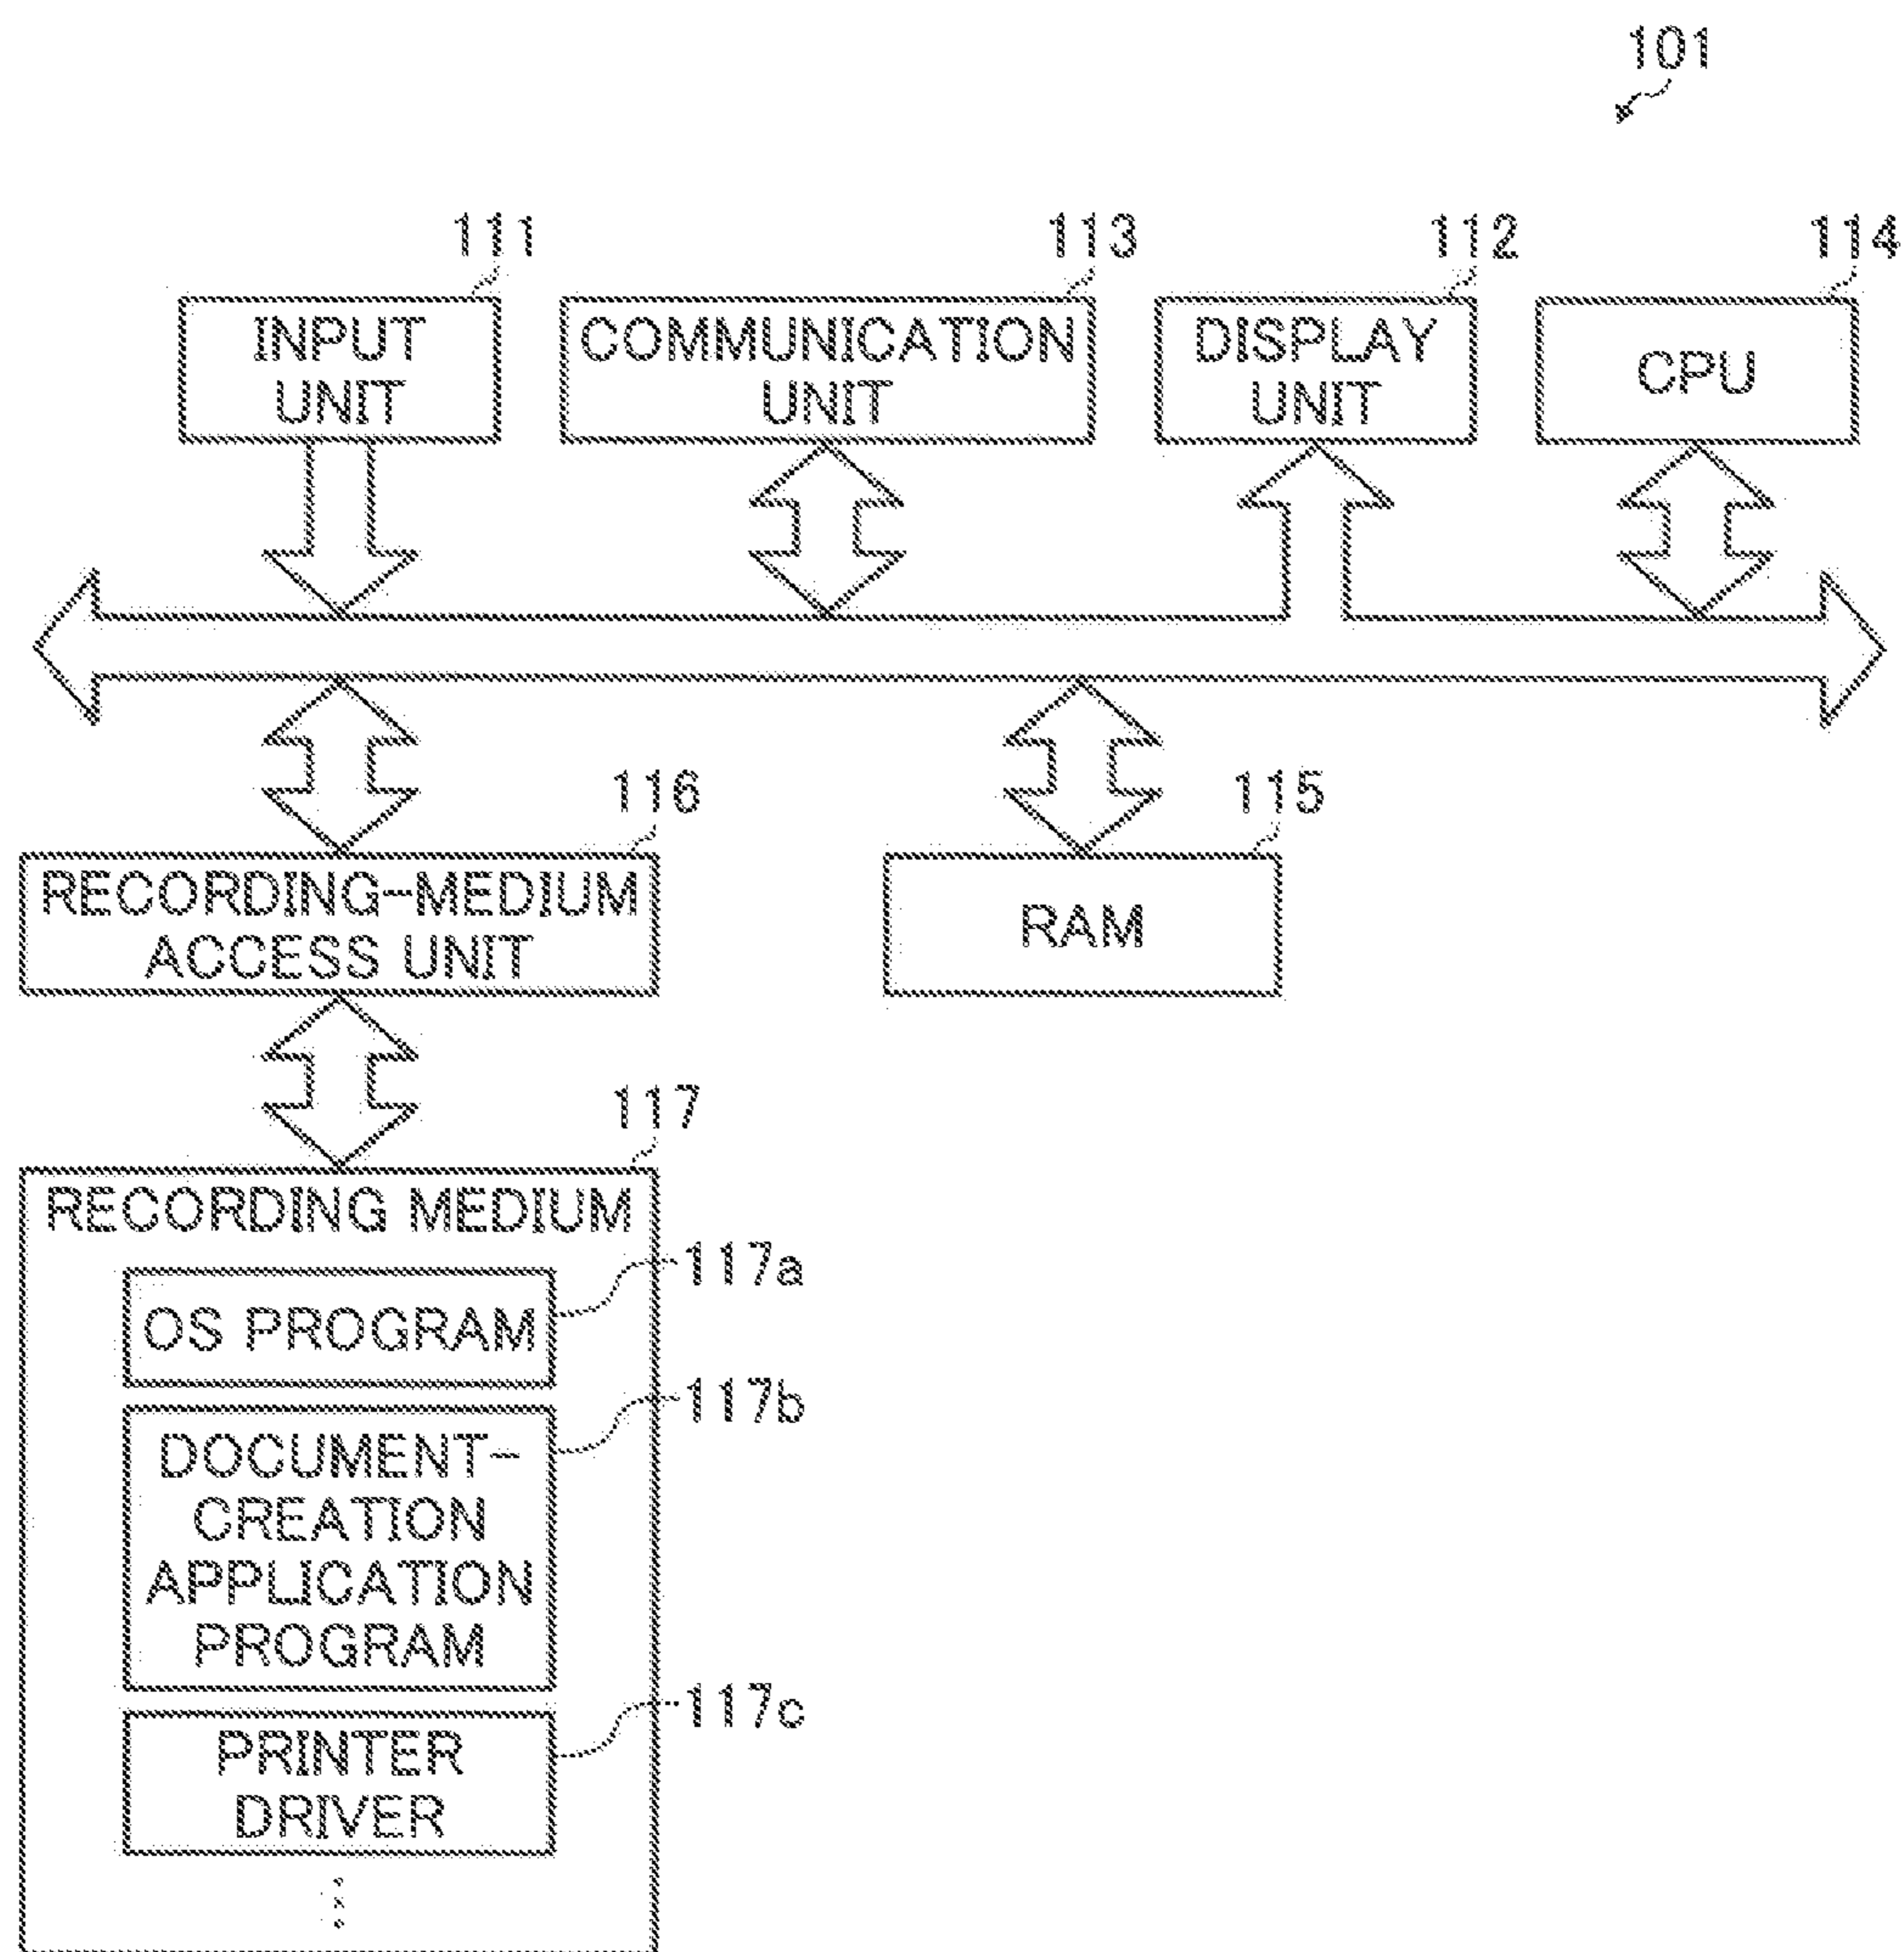 101
111
113
112
114
INPUT
UNIT
COMMUNICATION
UNIT
DISPLAY
UNIT
CPU
116
115
RECORDING-MEDIUM
ACCESS UNIT
RAM
117
RECORDING MEDIUM
117a
OS PROGRAM
117b
DOCUMENT-
CREATION
APPLICATION
PROGRAM
117c
PRINTER
DRIVER